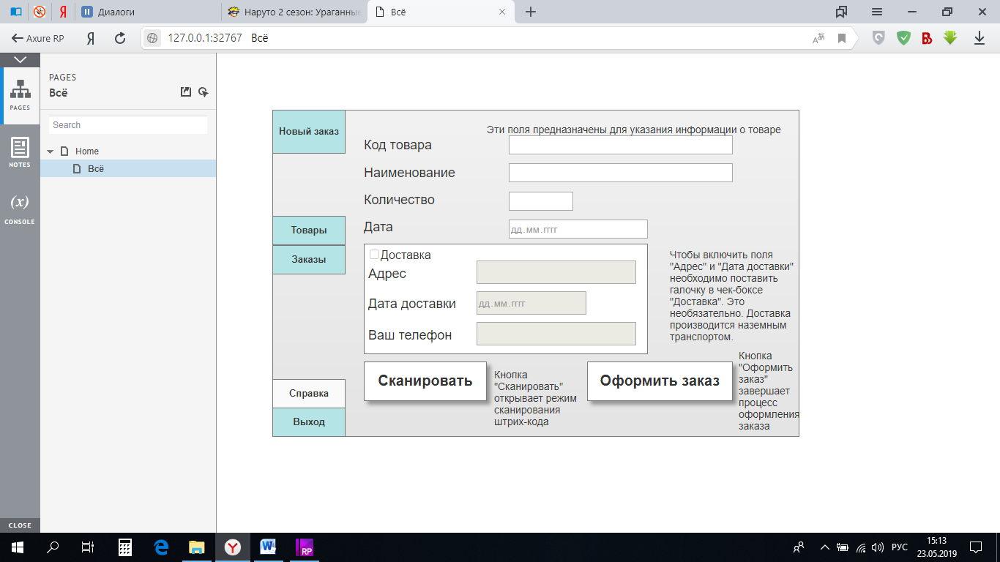 Диалоги
Наруто 2 сезон: Ураганные
Всё
Axure RP
Я
127.0.0.1:32767 Всё
PAGES
Всё
Search
Home
Всё
PAGES
NOTES
(x)
CONSOLE
CLOSE
Новый заказ
Товары
Заказы
Справка
Выход
Эти поля предназначены для указания информации о товаре
Код товара
Наименование
Количество
Дата
дд.мм.гггг
Доставка
Адрес
Дата доставки
дд.мм.гггг
Ваш телефон
Чтобы включить поля
"Адрес" и "Дата доставки"
необходимо поставить
галочку в чек-боксе
"Доставка". Это
необязательно. Доставка
производится наземным
транспортом.
Сканировать
Кнопка
"Сканировать"
открывает режим
сканирования
штрих-кода
Оформить заказ
Кнопка
"Оформить
заказ"
завершает
процесс
оформления
заказа
RP
РУС
15:13
23.05.2019